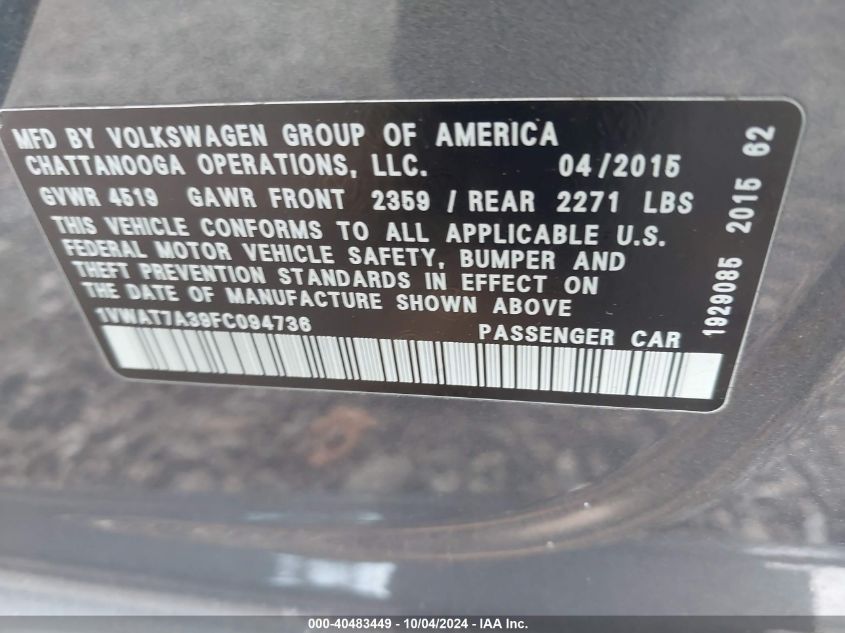 MFD BY VOLKSWAGEN GROUP OF AMERICA
CHATTANOOGA OPERATIONS, LLC. 04/2015
GVWR 4519 GAWR FRONT 2359 / REAR 2271 LBS
THIS VEHICLE CONFORMS TO ALL APPLICABLE U.S.
FEDERAL MOTOR VEHICLE SAFETY, BUMPER AND
THEFT PREVENTION STANDARDS IN EFFECT ON
THE DATE OF MANUFACTURE SHOWN ABOVE
1VWAT7A39FC094736 PASSENGER CAR
1929085 2015 62
000-40483449 - 10/04/2024 - IAA Inc.